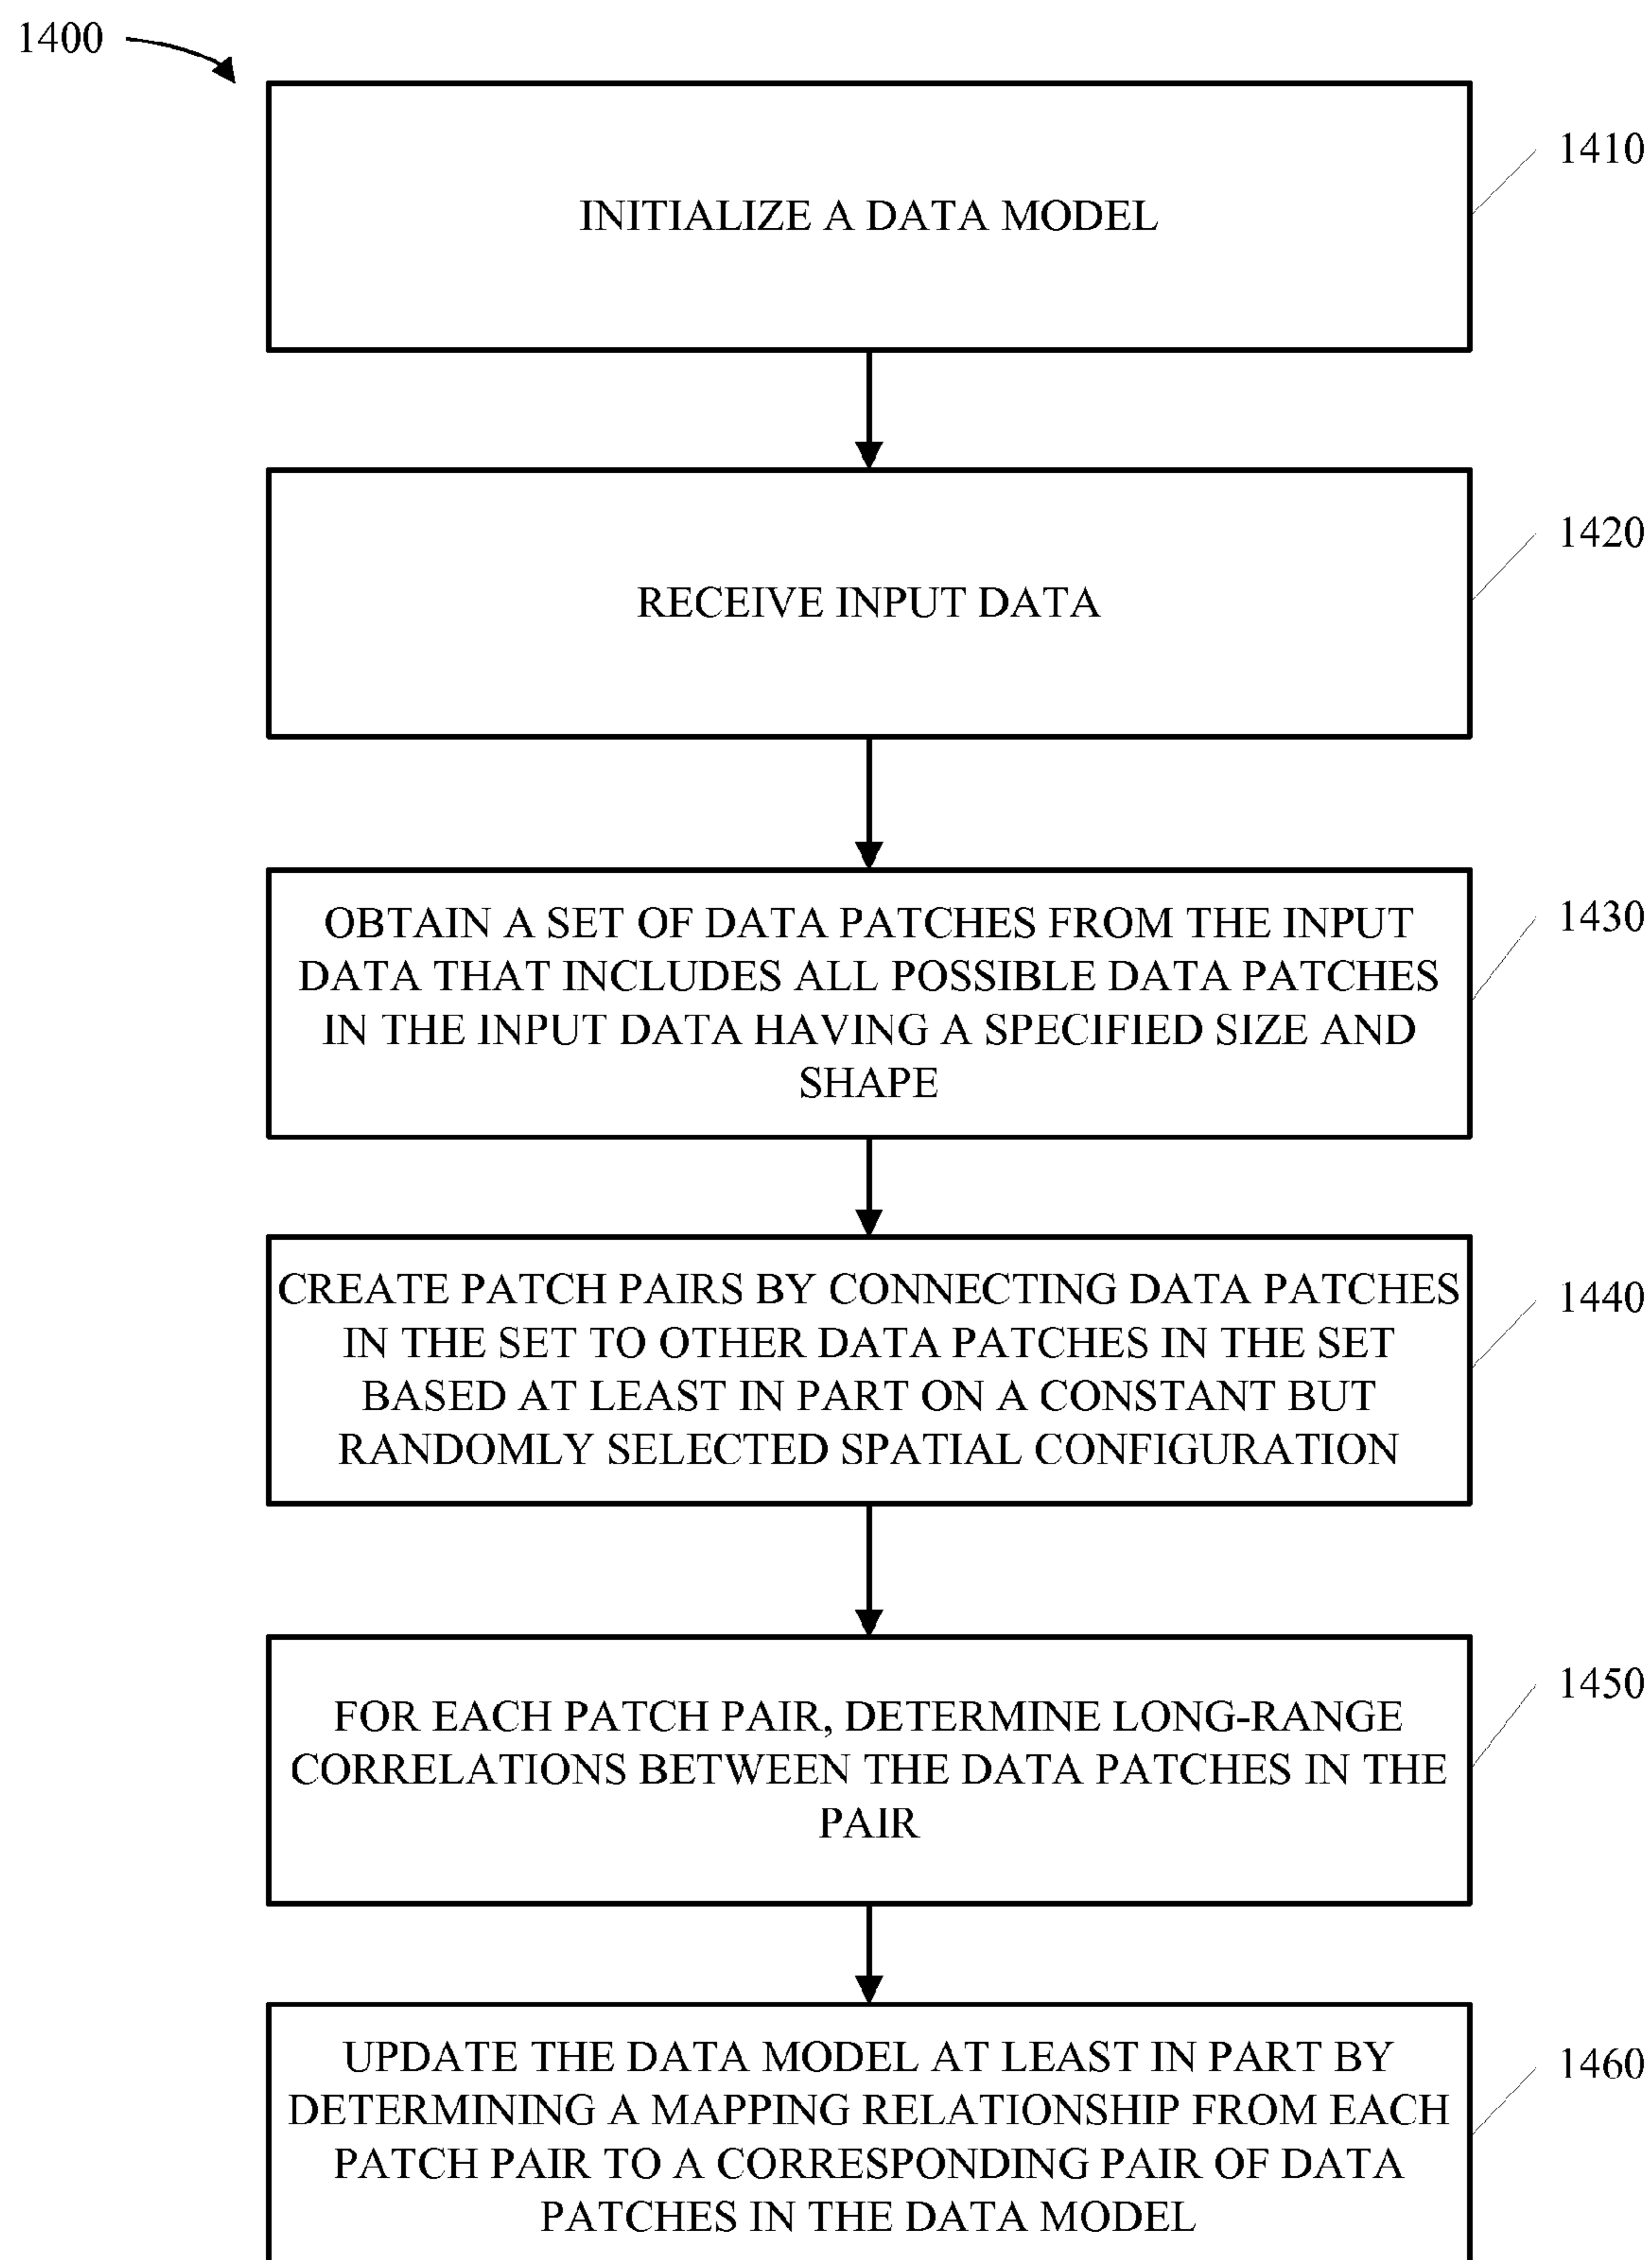 1400
INITIALIZE A DATA MODEL
1410
RECEIVE INPUT DATA
1420
OBTAIN A SET OF DATA PATCHES FROM THE INPUT
DATA THAT INCLUDES ALL POSSIBLE DATA PATCHES
IN THE INPUT DATA HAVING A SPECIFIED SIZE AND
SHAPE
1430
CREATE PATCH PAIRS BY CONNECTING DATA PATCHES
IN THE SET TO OTHER DATA PATCHES IN THE SET
BASED AT LEAST IN PART ON A CONSTANT BUT
RANDOMLY SELECTED SPATIAL CONFIGURATION
1440
FOR EACH PATCH PAIR, DETERMINE LONG-RANGE
CORRELATIONS BETWEEN THE DATA PATCHES IN THE
PAIR
1450
UPDATE THE DATA MODEL AT LEAST IN PART BY
DETERMINING A MAPPING RELATIONSHIP FROM EACH
PATCH PAIR TO A CORRESPONDING PAIR OF DATA
PATCHES IN THE DATA MODEL
1460